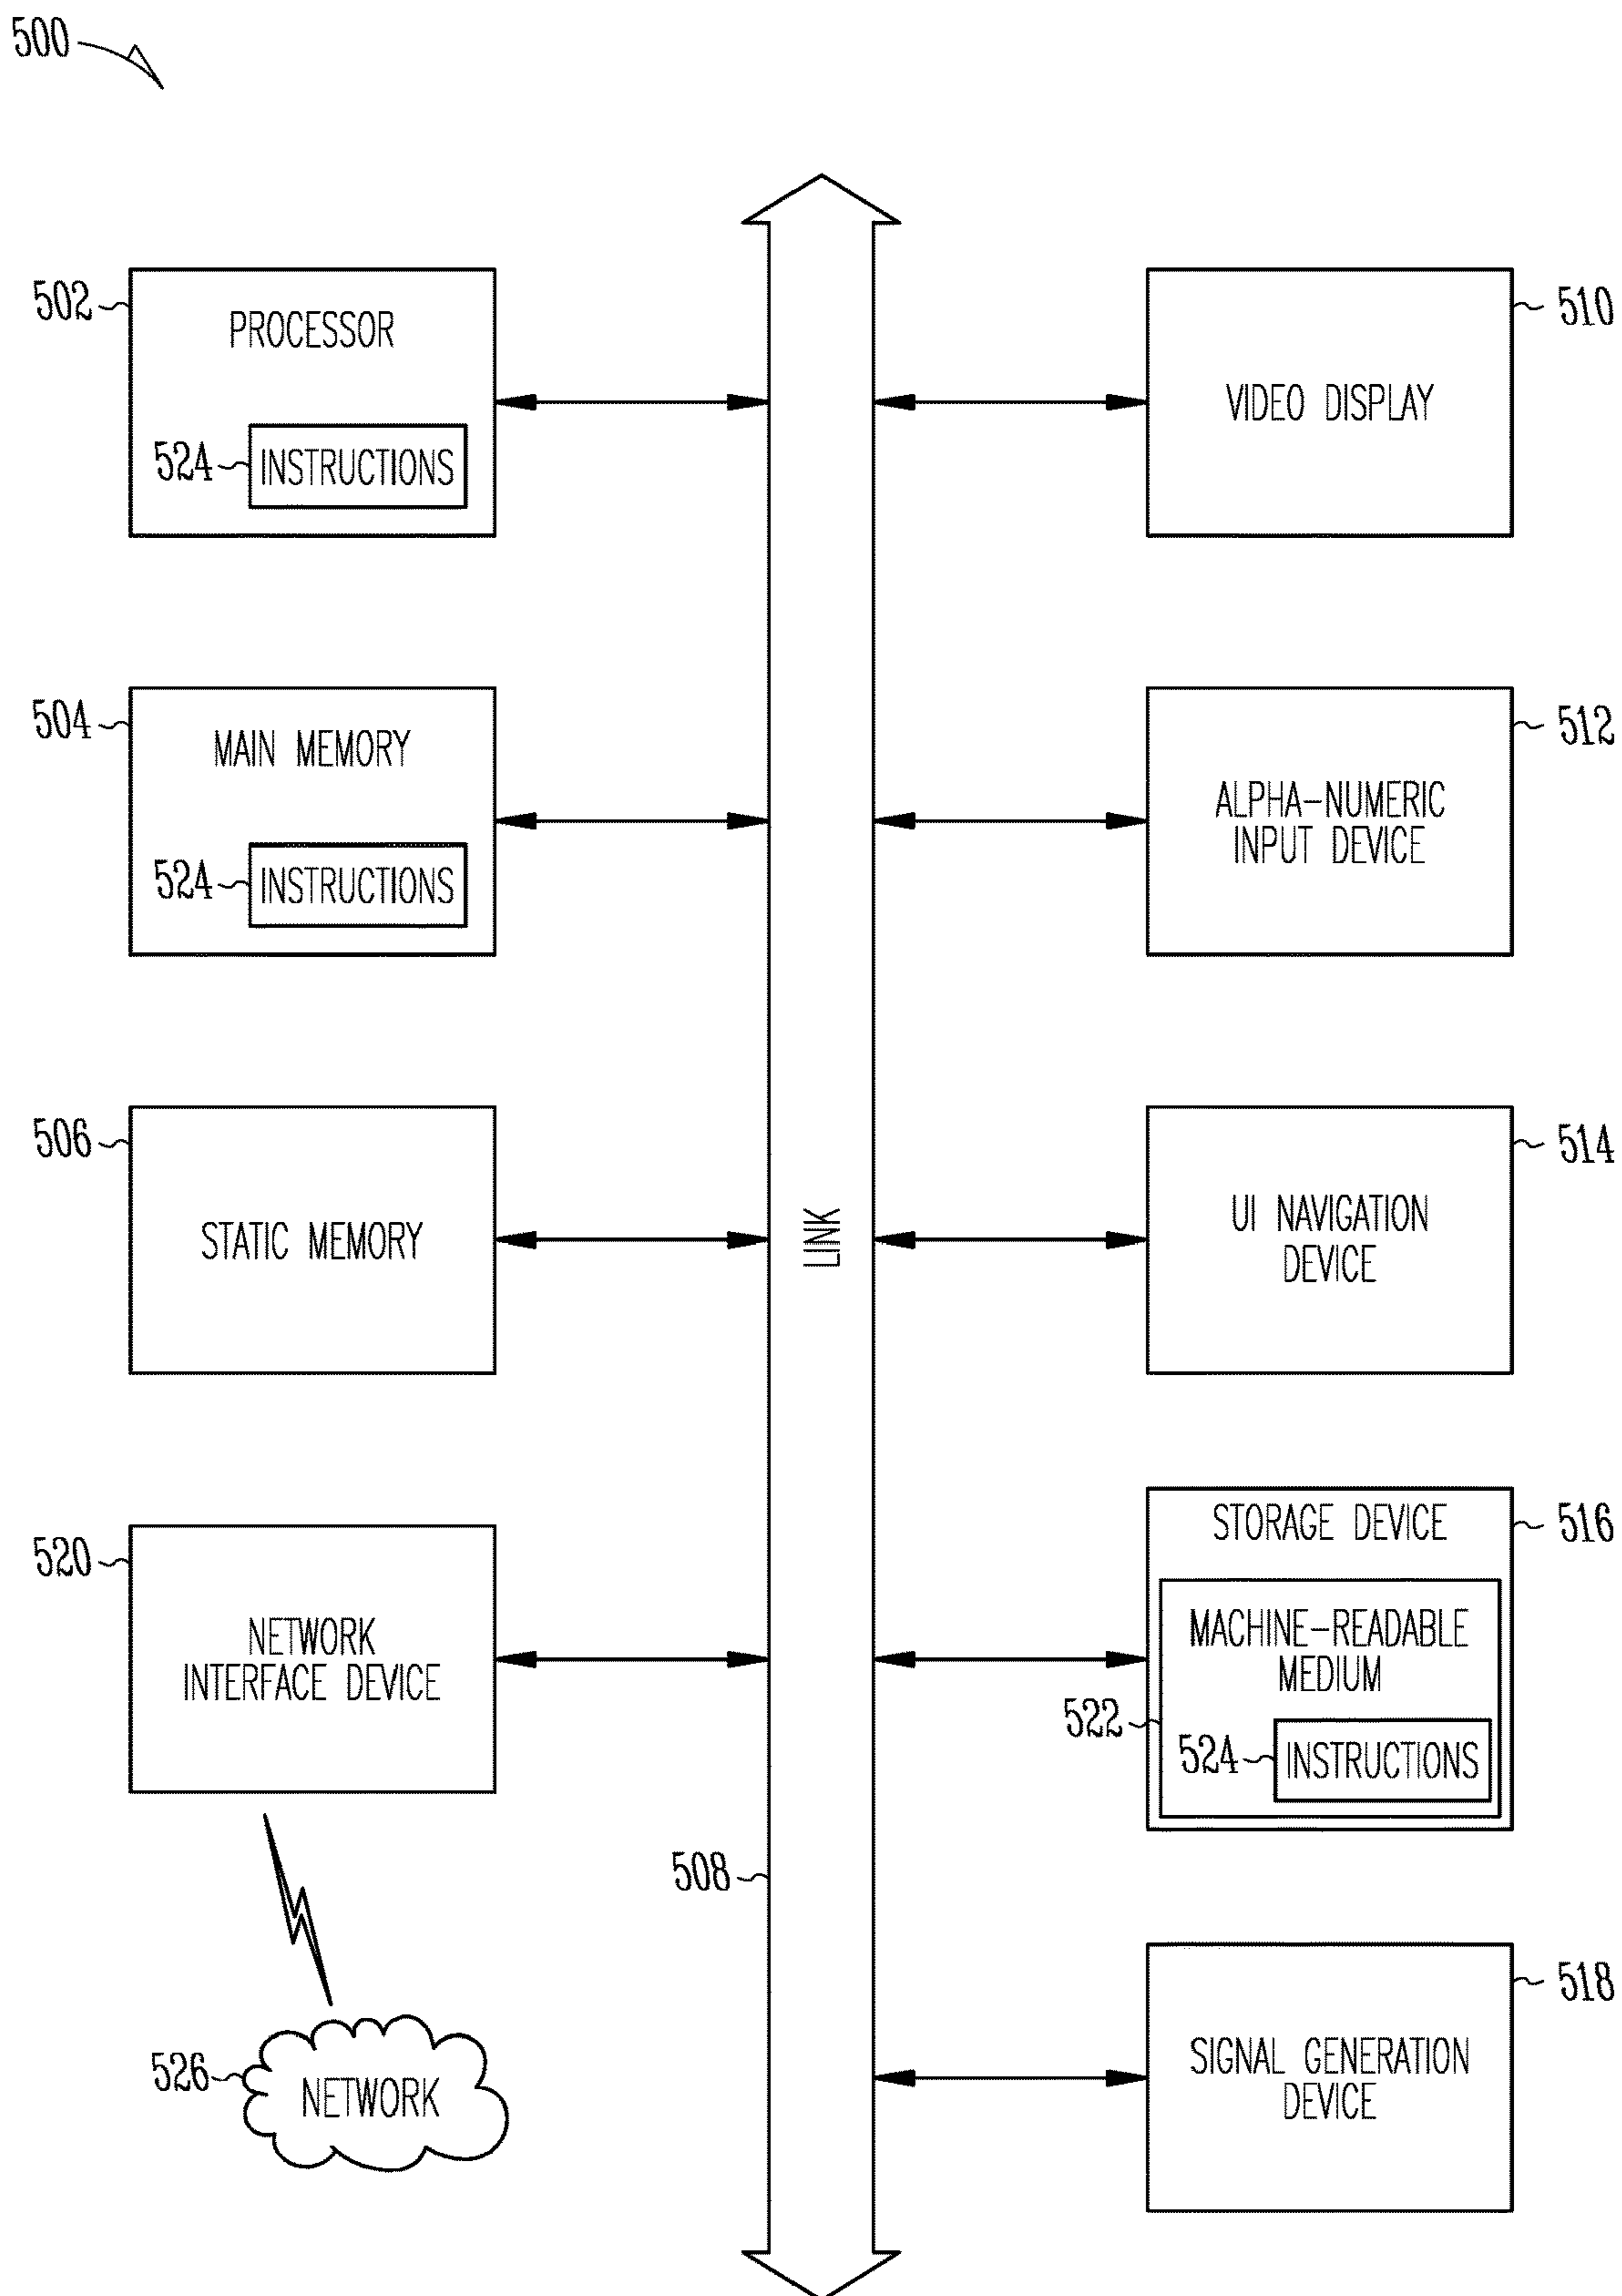 500
502
PROCESSOR
524
INSTRUCTIONS
504
MAIN MEMORY
524
INSTRUCTIONS
506
STATIC MEMORY
520
NETWORK
INTERFACE DEVICE
526
NETWORK
LINK
508
510
VIDEO DISPLAY
512
ALPHA-NUMERIC
INPUT DEVICE
514
UI NAVIGATION
DEVICE
516
STORAGE DEVICE
MACHINE-READABLE
MEDIUM
522
524
INSTRUCTIONS
518
SIGNAL GENERATION
DEVICE